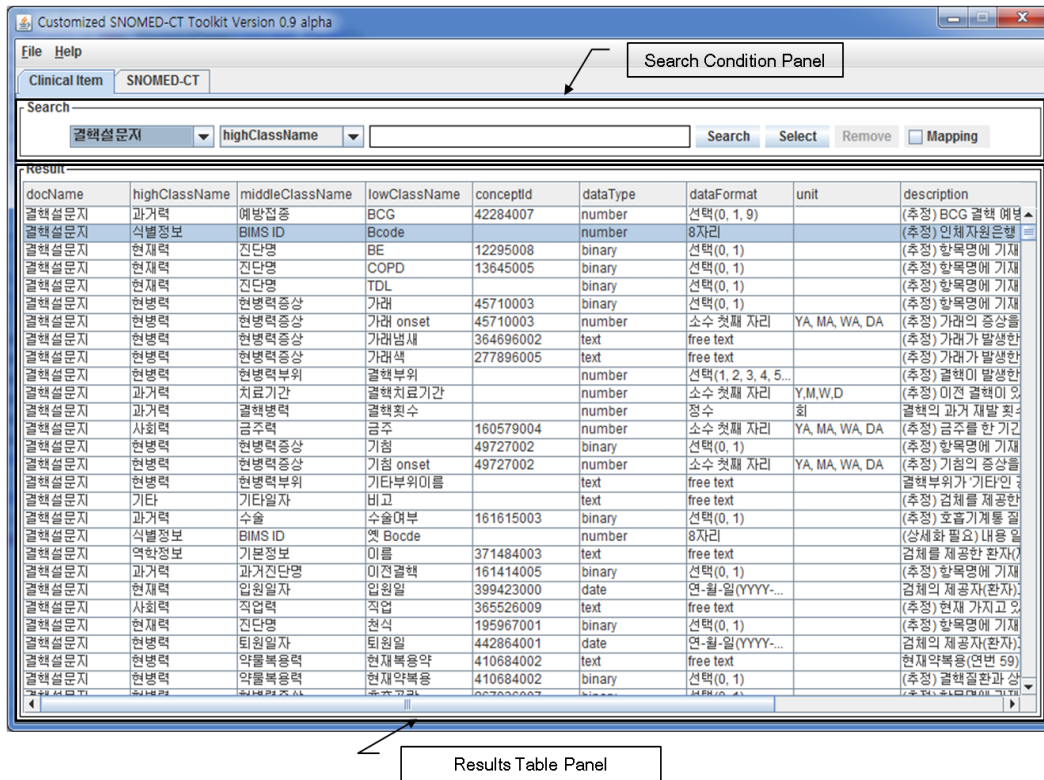 Customized SNOMED-CT Toolkit Version 0.9 alpha
File Help
Search Condition Panel
Clinical Item SNOMED-CT
Search
결핵설문지 highClassName Search Select Remove Mapping
Result
docName highClassName middleClassName lowClassName conceptId dataType dataFormat unit description
결핵설문지 과거력 예방접종 BCG 42284007 number 선택(0, 1, 9) (추정) BCG 결핵 예방
결핵설문지 식별정보 BIMS ID Bcode number 8자리 (추정) 인체자원은행
결핵설문지 현재력 진단명 BE 12295008 binary 선택(0, 1) (추정) 항목명에 기재
결핵설문지 현재력 진단명 COPD 13645005 binary 선택(0, 1) (추정) 항목명에 기재
결핵설문지 현재력 진단명 TDL binary 선택(0, 1) (추정) 항목명에 기재
결핵설문지 현병력 현병력증상 가래 45710003 binary 선택(0, 1) (추정) 항목명에 기재
결핵설문지 현병력 현병력증상 가래 onset 45710003 number 소수 첫째 자리 YA, MA, WA, DA (추정) 가래의 증상을
결핵설문지 현병력 현병력증상 가래냄새 364696002 text free text (추정) 가래가 발생한
결핵설문지 현병력 현병력증상 가래색 277896005 text free text (추정) 가래가 발생한
결핵설문지 현병력 현병력부위 결핵부위 number 선택(1, 2, 3, 4, 5... (추정) 결핵이 발생한
결핵설문지 과거력 치료기간 결핵치료기간 number 소수 첫째 자리 Y,M,W,D (추정) 이전 결핵이 있
결핵설문지 과거력 결핵병력 결핵횟수 number 정수 회 결핵의 과거 재발 횟수
결핵설문지 사회력 금주력 금주 160579004 number 소수 첫째 자리 YA, MA, WA, DA (추정) 금주를 한 기간
결핵설문지 현병력 현병력증상 기침 49727002 binary 선택(0, 1) (추정) 항목명에 기재
결핵설문지 현병력 현병력증상 기침 onset 49727002 number 소수 첫째 자리 YA, MA, WA, DA (추정) 기침의 증상을
결핵설문지 현병력 현병력부위 기타부위이름 text free text 결핵부위가 '기타'인
결핵설문지 기타 기타일자 비고 text free text (추정) 검체를 제공한
결핵설문지 과거력 수술 수술여부 161615003 binary 선택(0, 1) (추정) 호흡기계통 질
결핵설문지 식별정보 BIMS ID 옛 Bocde number 8자리 (상세화 필요) 내용 일
결핵설문지 역학정보 기본정보 이름 371484003 text free text 검체를 제공한 환자(
결핵설문지 과거력 과거진단명 이전결핵 161414005 binary 선택(0, 1) (추정) 항목명에 기재
결핵설문지 현재력 입원일자 입원일 399423000 date 연-월-일(YYYY-... 검체의 제공자(환자)
결핵설문지 사회력 직업력 직업 365526009 text free text (추정) 현재 가지고 있
결핵설문지 현재력 진단명 천식 195967001 binary 선택(0, 1) (추정) 항목명에 기재
결핵설문지 현병력 퇴원일자 퇴원일 442864001 date 연-월-일(YYYY-... 검체의 제공자(환자)
결핵설문지 현병력 약물복용력 현재복용약 410684002 text free text 현재약복용(연번 59)
결핵설문지 현병력 약물복용력 현재약복용 410684002 binary 선택(0, 1) (추정) 결핵질환과 상
Results Table Panel